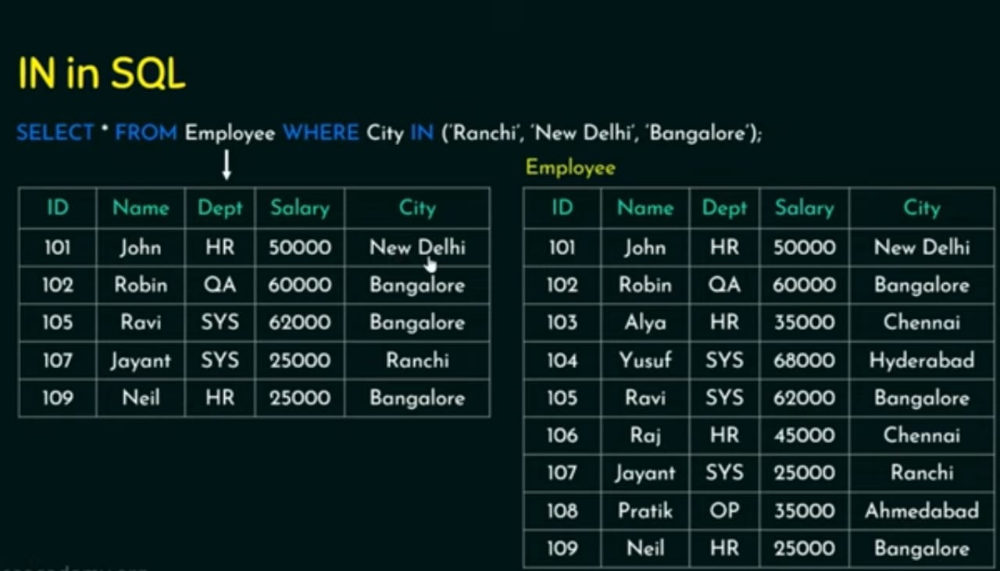 IN in SQL
SELECT * FROM Employee WHERE City IN ('Ranchi', 'New Delhi', 'Bangalore');
ID Name Dept Salary City
101 John HR 50000 New Delhi
102 Robin QA 60000 Bangalore
105 Ravi SYS 62000 Bangalore
107 Jayant SYS 25000 Ranchi
109 Neil HR 25000 Bangalore
Employee
ID Name Dept Salary City
101 John HR 50000 New Delhi
102 Robin QA 60000 Bangalore
103 Alya HR 35000 Chennai
104 Yusuf SYS 68000 Hyderabad
105 Ravi SYS 62000 Bangalore
106 Raj HR 45000 Chennai
107 Jayant SYS 25000 Ranchi
108 Pratik OP 35000 Ahmedabad
109 Neil HR 25000 Bangalore